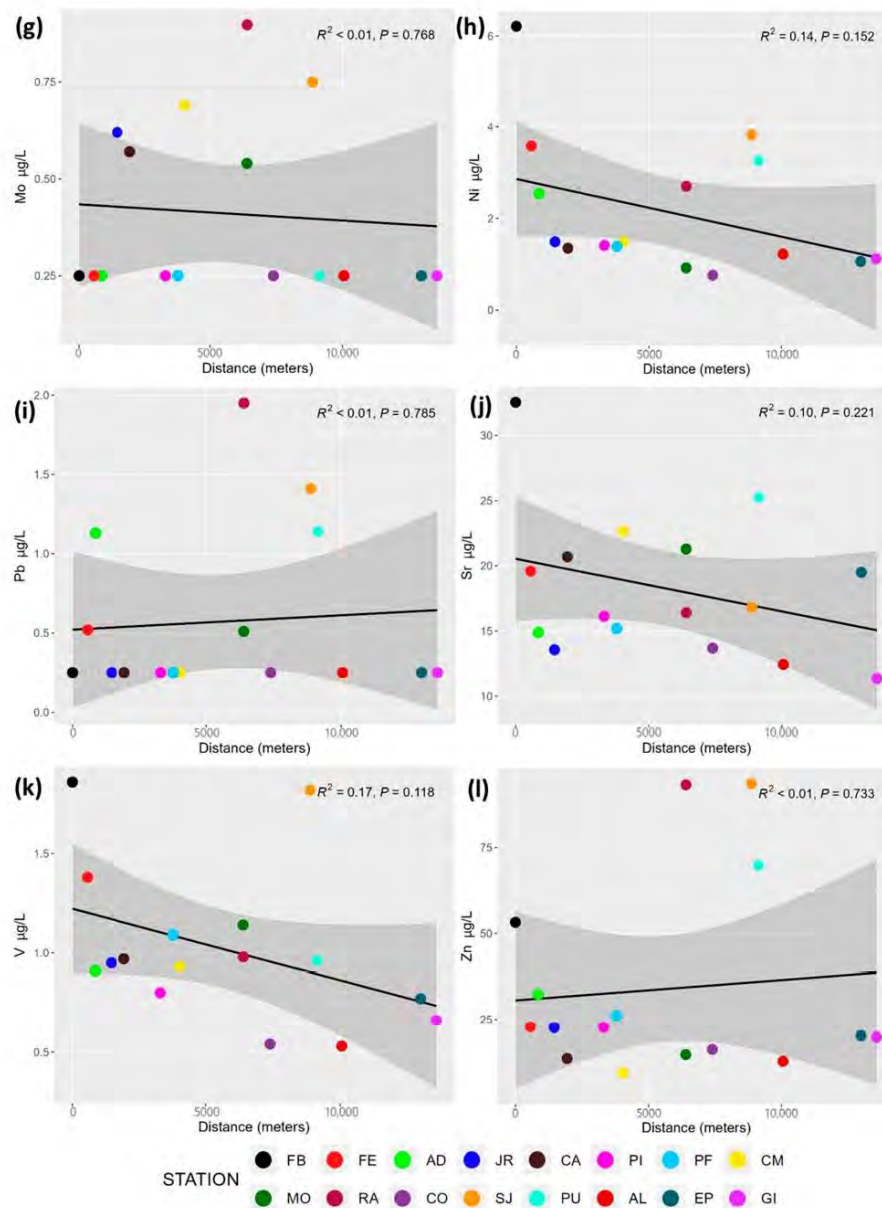 (g)
R² < 0.01, P = 0.768
Mo µg/L
0.75
0.50
0.25
0
5000
10,000
Distance (meters)
(h)
R² = 0.14, P = 0.152
Ni µg/L
6
4
2
0
0
5000
10,000
Distance (meters)
(i)
R² < 0.01, P = 0.785
Pb µg/L
2.0
1.5
1.0
0.5
0.0
0
5000
10,000
Distance (meters)
(j)
R² = 0.10, P = 0.221
Sr µg/L
30
25
20
15
10
0
5000
10,000
Distance (meters)
(k)
R² = 0.17, P = 0.118
V µg/L
1.5
1.0
0.5
0
5000
10,000
Distance (meters)
(l)
R² < 0.01, P = 0.733
Zn µg/L
75
50
25
0
5000
10,000
Distance (meters)
STATION
FB FE AD JR CA PI PF CM
MO RA CO SJ PU AL EP GI